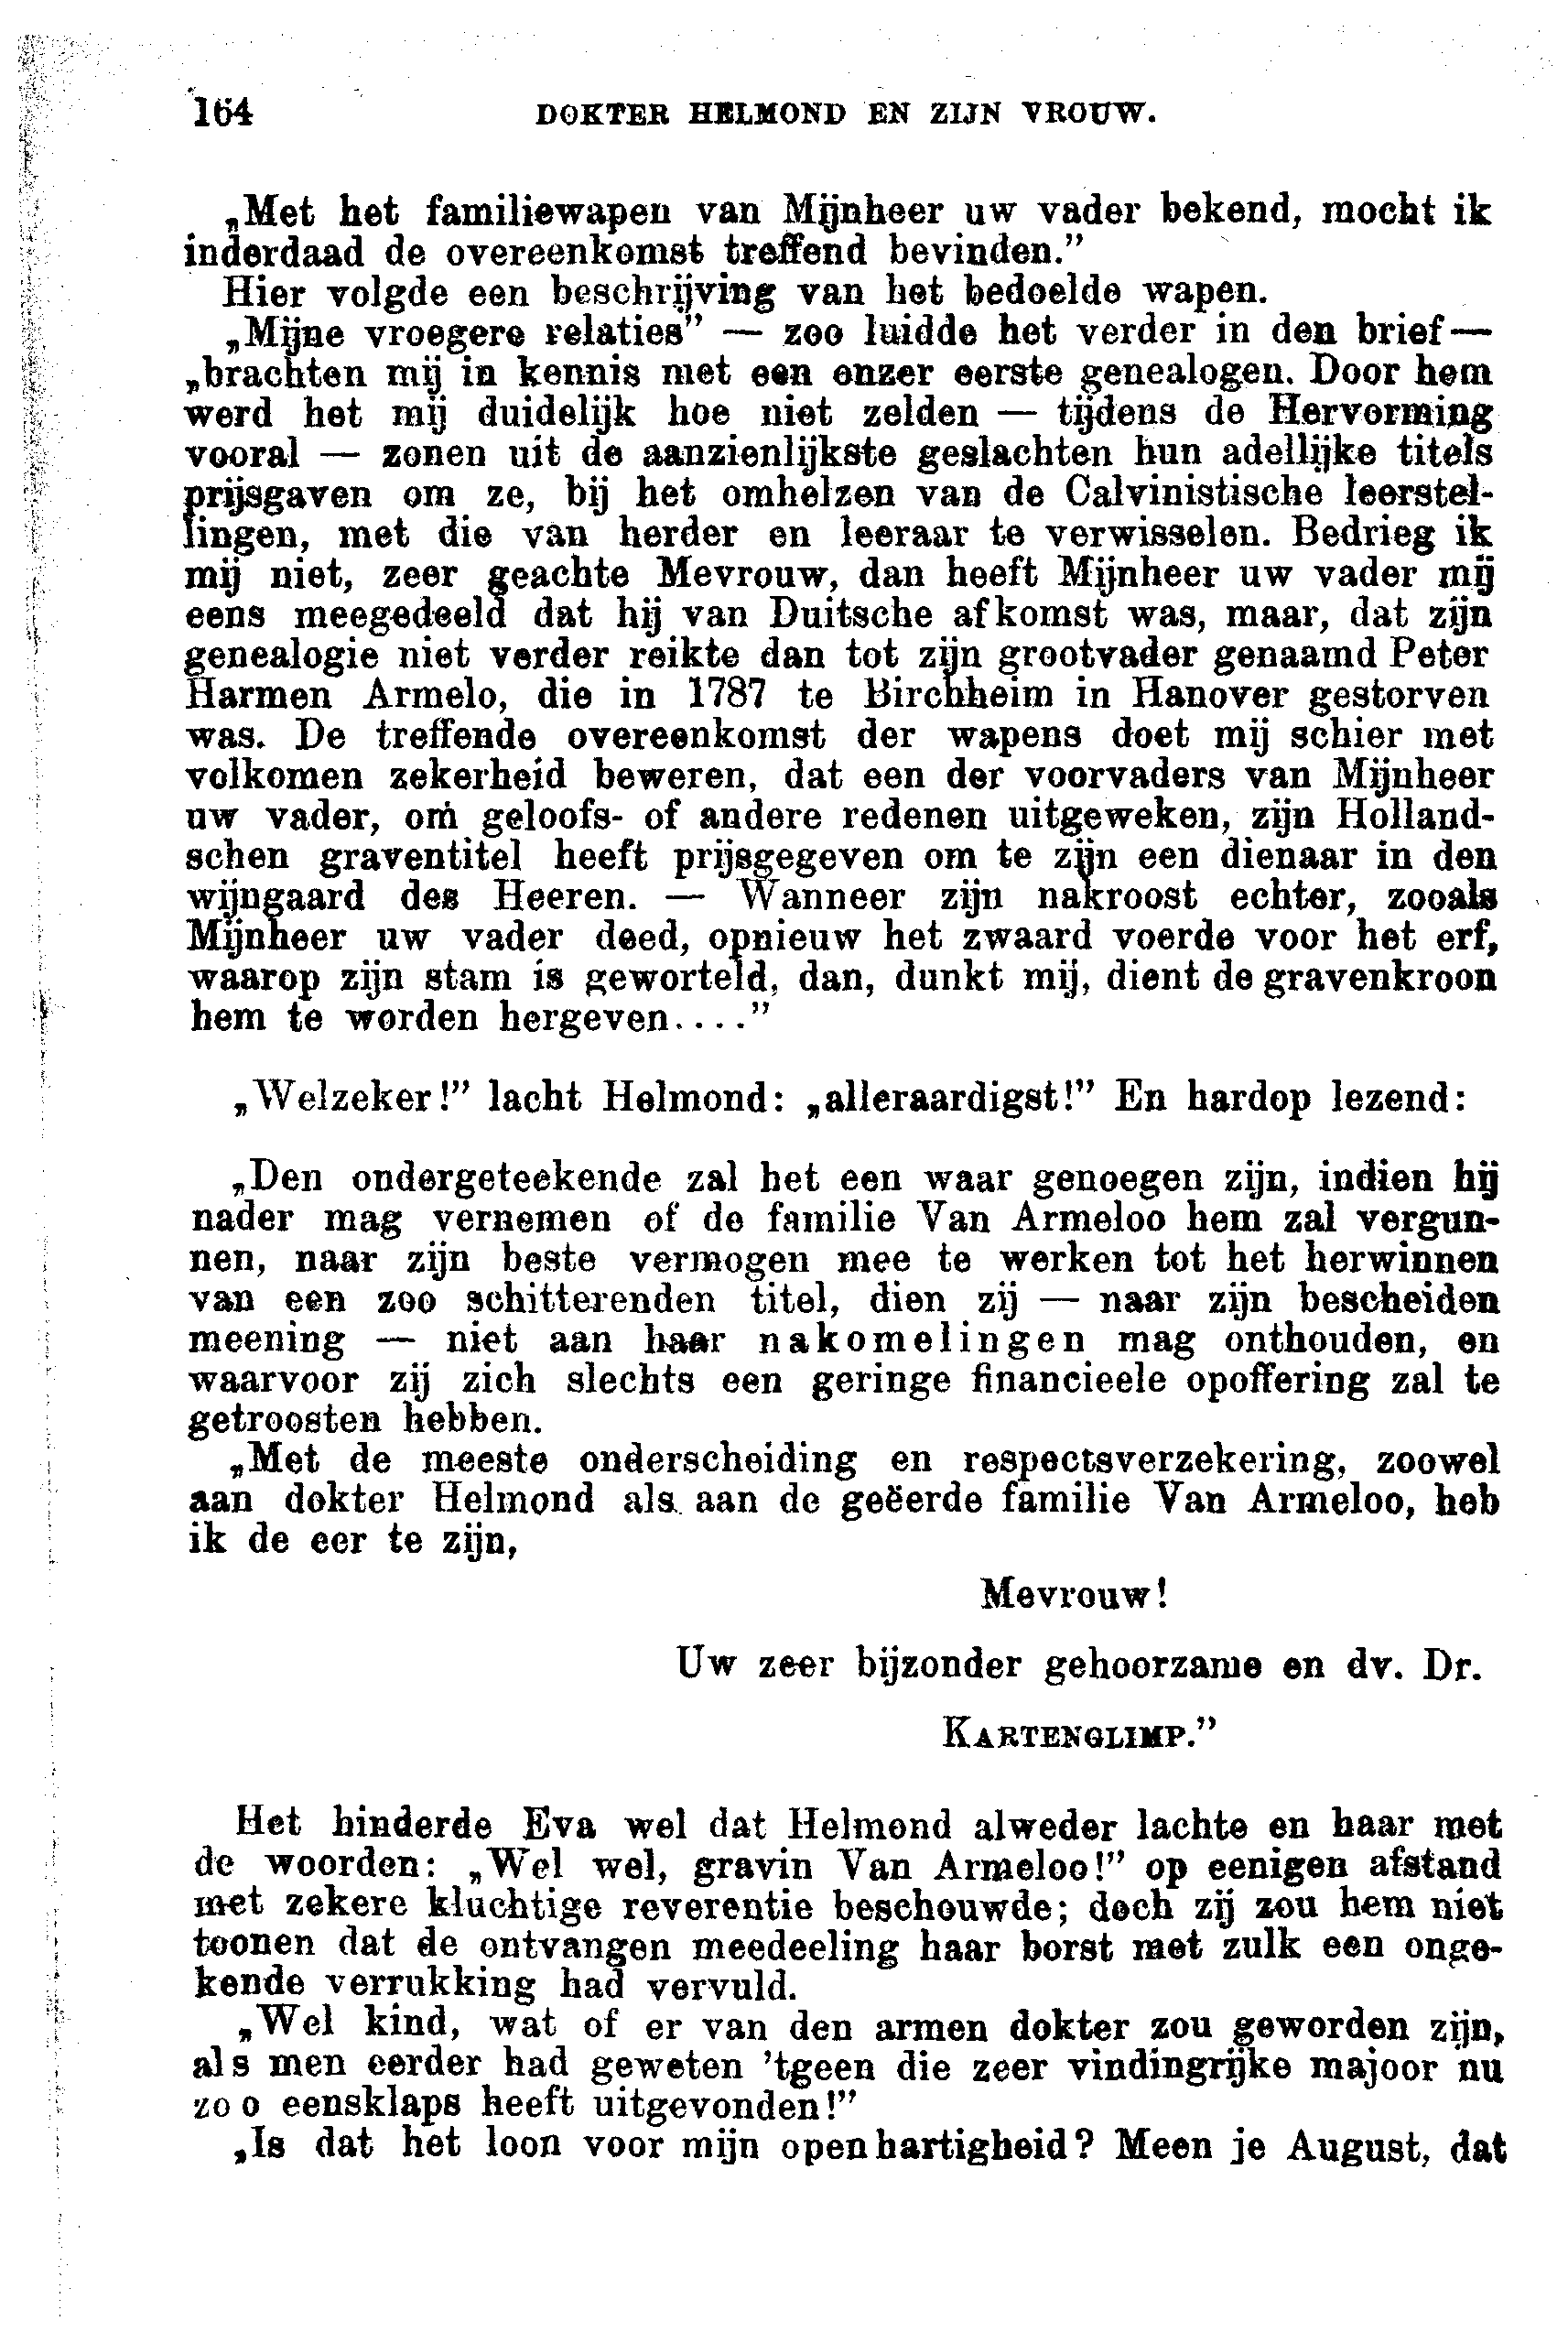 164 DOKTER HELMOND EN ZIJN VROUW.
„Met het familiewapen van Mijnheer uw vader bekend, mocht ik
inderdaad de overeenkomst treffend bevinden.”
Hier volgde een beschrijving van het bedoelde wapen.
„Mijne vroegere relaties” — zoo luidde het verder in den brief —
„brachten mij in kennis met een onzer eerste genealogen. Door hem
werd het mij duidelijk hoe niet zelden — tijdens de Hervorming
vooral — zonen uit de aanzienlijkste geslachten hun adellijke titels
prijsgaven om ze, bij het omhelzen van de Calvinistische leerstel-
lingen, met die van herder en leeraar te verwisselen. Bedrieg ik
mij niet, zeer geachte Mevrouw, dan heeft Mijnheer uw vader mij
eens meegedeeld dat hij van Duitsche afkomst was, maar, dat zijn
genealogie niet verder reikte dan tot zijn grootvader genaamd Peter
Harmen Armelo, die in 1787 te Birchheim in Hanover gestorven
was. De treffende overeenkomst der wapens doet mij schier met
volkomen zekerheid beweren, dat een der voorvaders van Mijnheer
uw vader, om geloofs- of andere redenen uitgeweken, zijn Holland-
schen graventitel heeft prijsgegeven om te zijn een dienaar in den
wijngaard des Heeren. — Wanneer zijn nakroost echter, zooals
Mijnheer uw vader deed, opnieuw het zwaard voerde voor het erf,
waarop zijn stam is geworteld, dan, dunkt mij, dient de gravenkroon
hem te worden hergeven....”
„Welzeker!” lacht Helmond: „alleraardigst!” En hardop lezend:
„Den ondergeteekende zal het een waar genoegen zijn, indien hij
nader mag vernemen of de familie Van Armeloo hem zal vergun-
nen, naar zijn beste vermogen mee te werken tot het herwinnen
van een zoo schitterenden titel, dien zij — naar zijn bescheiden
meening — niet aan haar nakomelingen mag onthouden, en
waarvoor zij zich slechts een geringe financieele opoffering zal te
getroosten hebben.
„Met de meeste onderscheiding en respectsverzekering, zoowel
aan dokter Helmond als aan de geëerde familie Van Armeloo, heb
ik de eer te zijn,
Mevrouw!
Uw zeer bijzonder gehoorzame en dv. Dr.
KARTENGLIMP.”
Het hinderde Eva wel dat Helmond alweder lachte en haar met
de woorden: „Wel wel, gravin Van Armeloo!” op eenigen afstand
met zekere kluchtige reverentie beschouwde; doch zij zou hem niet
toonen dat de ontvangen meedeeling haar borst met zulk een onge-
kende verrukking had vervuld.
„Wel kind, wat of er van den armen dokter zou geworden zijn,
als men eerder had geweten ’tgeen die zeer vindingrijke majoor nu
zoo eensklaps heeft uitgevonden!”
„Is dat het loon voor mijn openhartigheid? Meen je August, dat